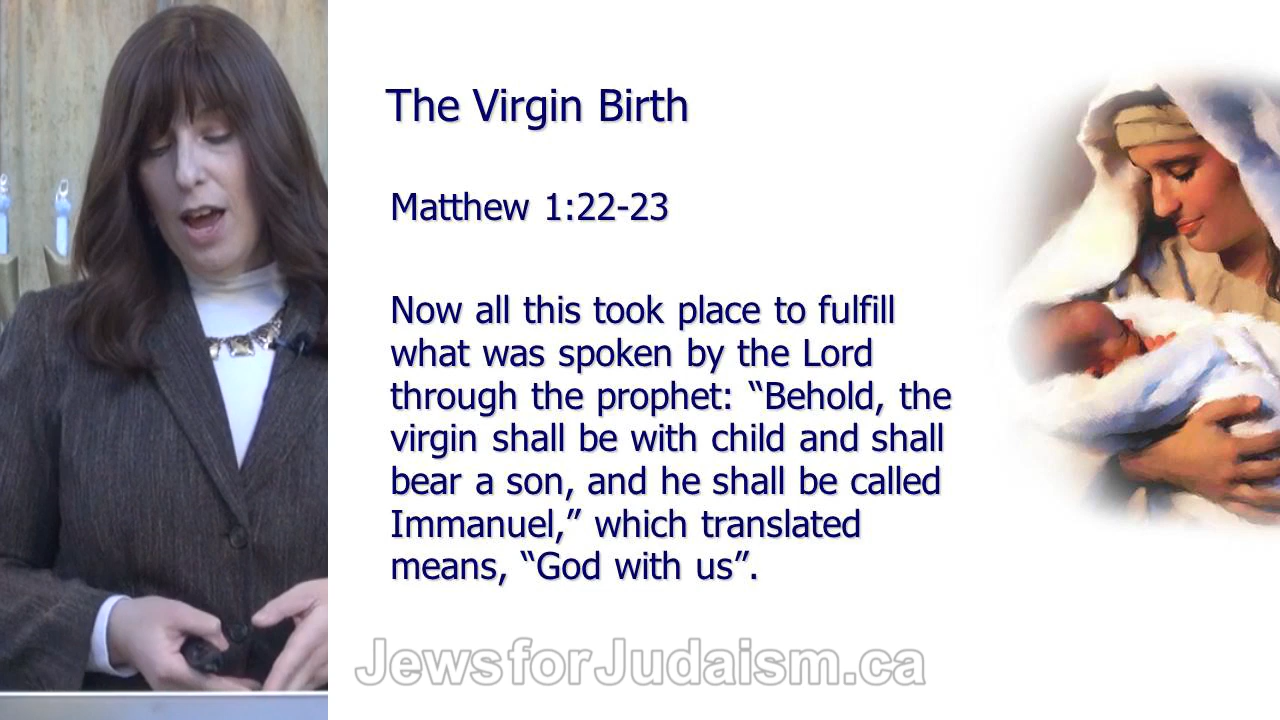 The Virgin Birth
Matthew 1:22-23
Now all this took place to fulfill
what was spoken by the Lord
through the prophet: “Behold, the
virgin shall be with child and shall
bear a son, and he shall be called
Immanuel,” which translated
means, “God with us”.
JewsforJudaism.ca